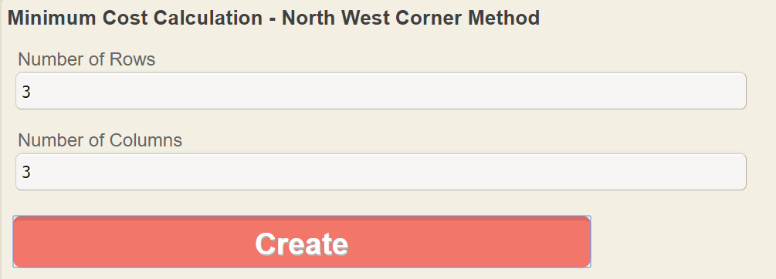 Minimum Cost Calculation - North West Corner Method
Number of Rows
3
Number of Columns
3
Create